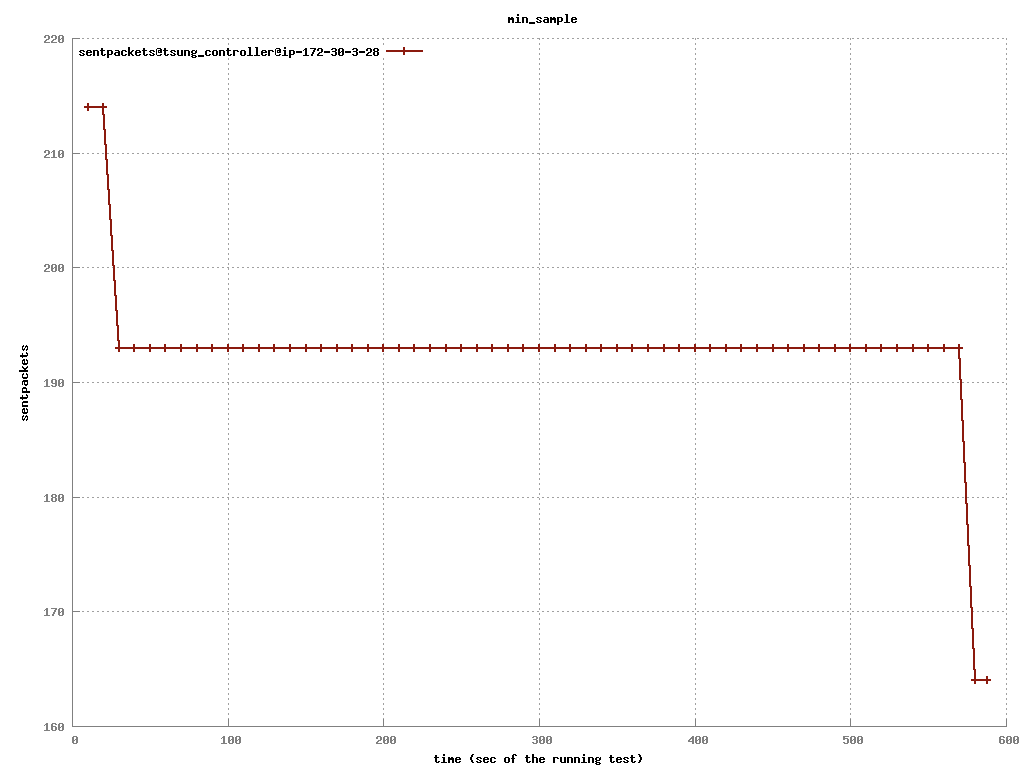 min_sample
220
sentpackets@tsung_controller@ip-172-30-3-28
210
200
190
180
170
160
sentpackets
0 100 200 300 400 500 600
time (sec of the running test)